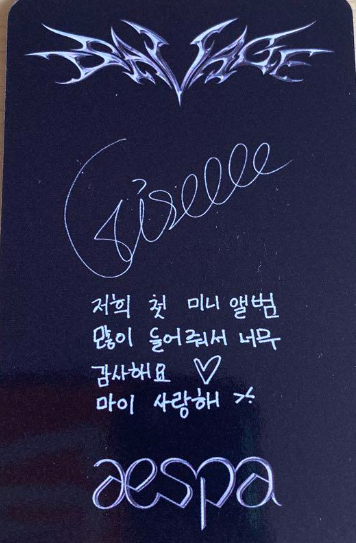 SAVAGE
Giselle
저희 첫 미니 앨범
많이 들어줘서 너무
감사해요 ♡
마이 사랑해 ><
aespa